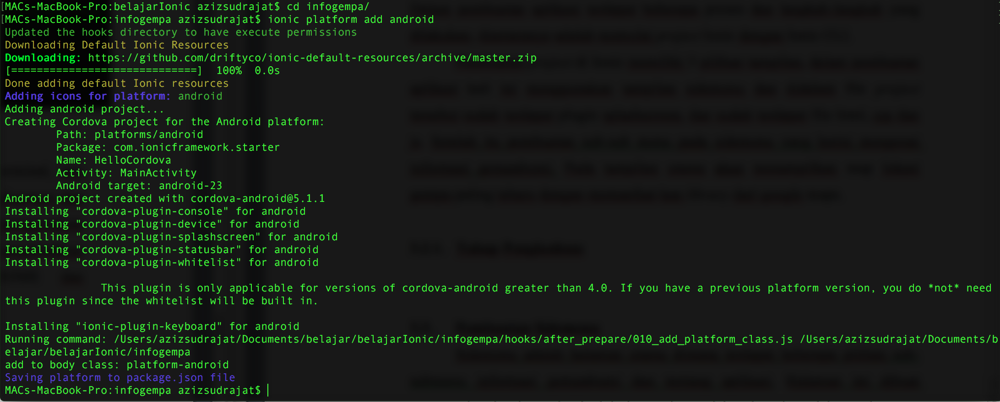 [MACs-MacBook-Pro:belajarIonic azizsudrajat$ cd infogempa/
[MACs-MacBook-Pro:infogempa azizsudrajat$ ionic platform add android
Updated the hooks directory to have execute permissions
Downloading Default Ionic Resources
Downloading: https://github.com/driftyco/ionic-default-resources/archive/master.zip
[=============================]  100%  0.0s
Done adding default Ionic resources
Adding icons for platform: android
Adding android project...
Creating Cordova project for the Android platform:
        Path: platforms/android
        Package: com.ionicframework.starter
        Name: HelloCordova
        Activity: MainActivity
        Android target: android-23
Android project created with cordova-android@5.1.1
Installing "cordova-plugin-console" for android
Installing "cordova-plugin-device" for android
Installing "cordova-plugin-splashscreen" for android
Installing "cordova-plugin-statusbar" for android
Installing "cordova-plugin-whitelist" for android
               This plugin is only applicable for versions of cordova-android greater than 4.0. If you have a previous platform version, you do *not* need
this plugin since the whitelist will be built in.
Installing "ionic-plugin-keyboard" for android
Running command: /Users/azizsudrajat/Documents/belajar/belajarIonic/infogempa/hooks/after_prepare/010_add_platform_class.js /Users/azizsudrajat/Documents/b
elajar/belajarIonic/infogempa
add to body class: platform-android
Saving platform to package.json file
MACs-MacBook-Pro:infogempa azizsudrajat$